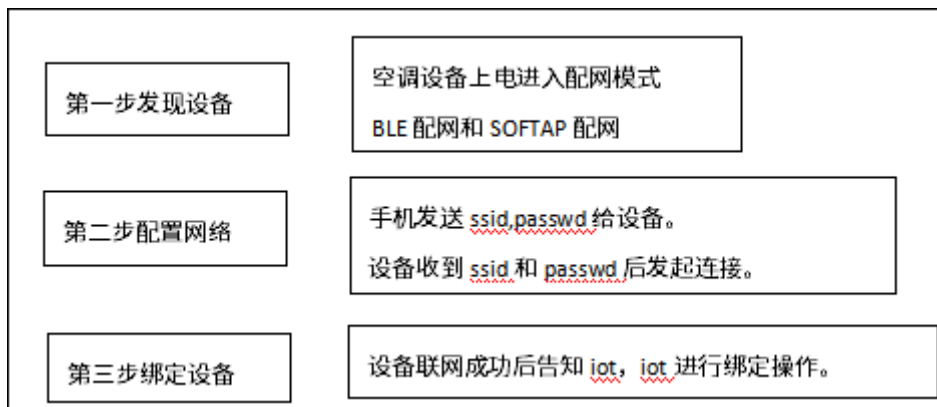 第一步发现设备
空调设备上电进入配网模式
BLE 配网和 SOFTAP 配网
第二步配置网络
手机发送 ssid,passwd 给设备。
设备收到 ssid 和 passwd 后发起连接。
第三步绑定设备
设备联网成功后告知 iot，iot 进行绑定操作。